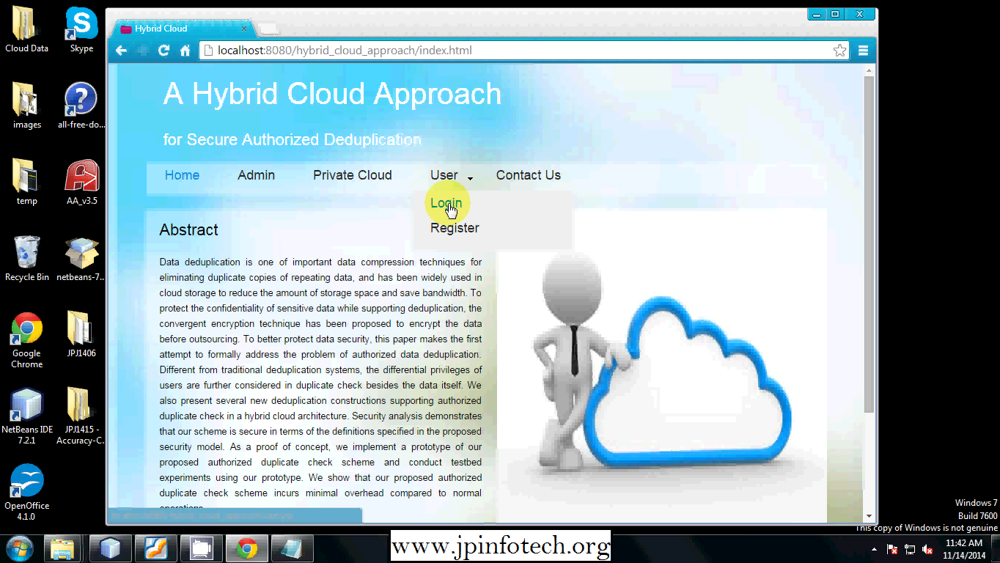 Cloud Data
Skype
images
all-free-do...
temp
AA_v3.5
Recycle Bin
netbeans-7...
Google
Chrome
JPJ1406
NetBeans IDE
7.2.1
JPJ1415 -
Accuracy-C...
OpenOffice
4.1.0
Hybrid Cloud
localhost:8080/hybrid_cloud_approach/index.html
A Hybrid Cloud Approach
for Secure Authorized Deduplication
Home Admin Private Cloud User Contact Us
Login
Register
Abstract
Data deduplication is one of important data compression techniques for
eliminating duplicate copies of repeating data, and has been widely used in
cloud storage to reduce the amount of storage space and save bandwidth. To
protect the confidentiality of sensitive data while supporting deduplication, the
convergent encryption technique has been proposed to encrypt the data
before outsourcing. To better protect data security, this paper makes the first
attempt to formally address the problem of authorized data deduplication.
Different from traditional deduplication systems, the differential privileges of
users are further considered in duplicate check besides the data itself. We
also present several new deduplication constructions supporting authorized
duplicate check in a hybrid cloud architecture. Security analysis demonstrates
that our scheme is secure in terms of the definitions specified in the proposed
security model. As a proof of concept, we implement a prototype of our
proposed authorized duplicate check scheme and conduct testbed
experiments using our prototype. We show that our proposed authorized
duplicate check scheme incurs minimal overhead compared to normal
operations.
Windows 7
Build 7600
This copy of Windows is not genuine
www.jpinfotech.org
11:42 AM
11/14/2014